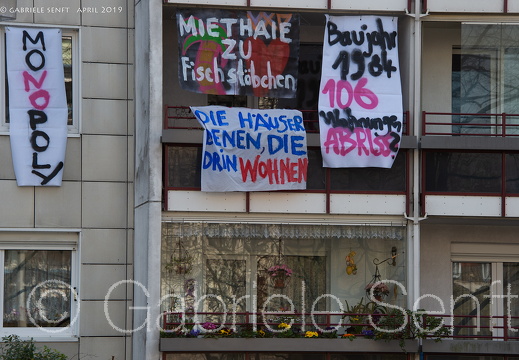 © GABRIELE SENFT - APRIL 2019
MONOPOLY
MIETHAIE
ZU
Fischstäbchen
DIE HÄUSER
DENEN, DIE
DRIN WOHNEN
Baujahr
1984
106
Wohnungen
ABRISS?
© Gabriele Senft